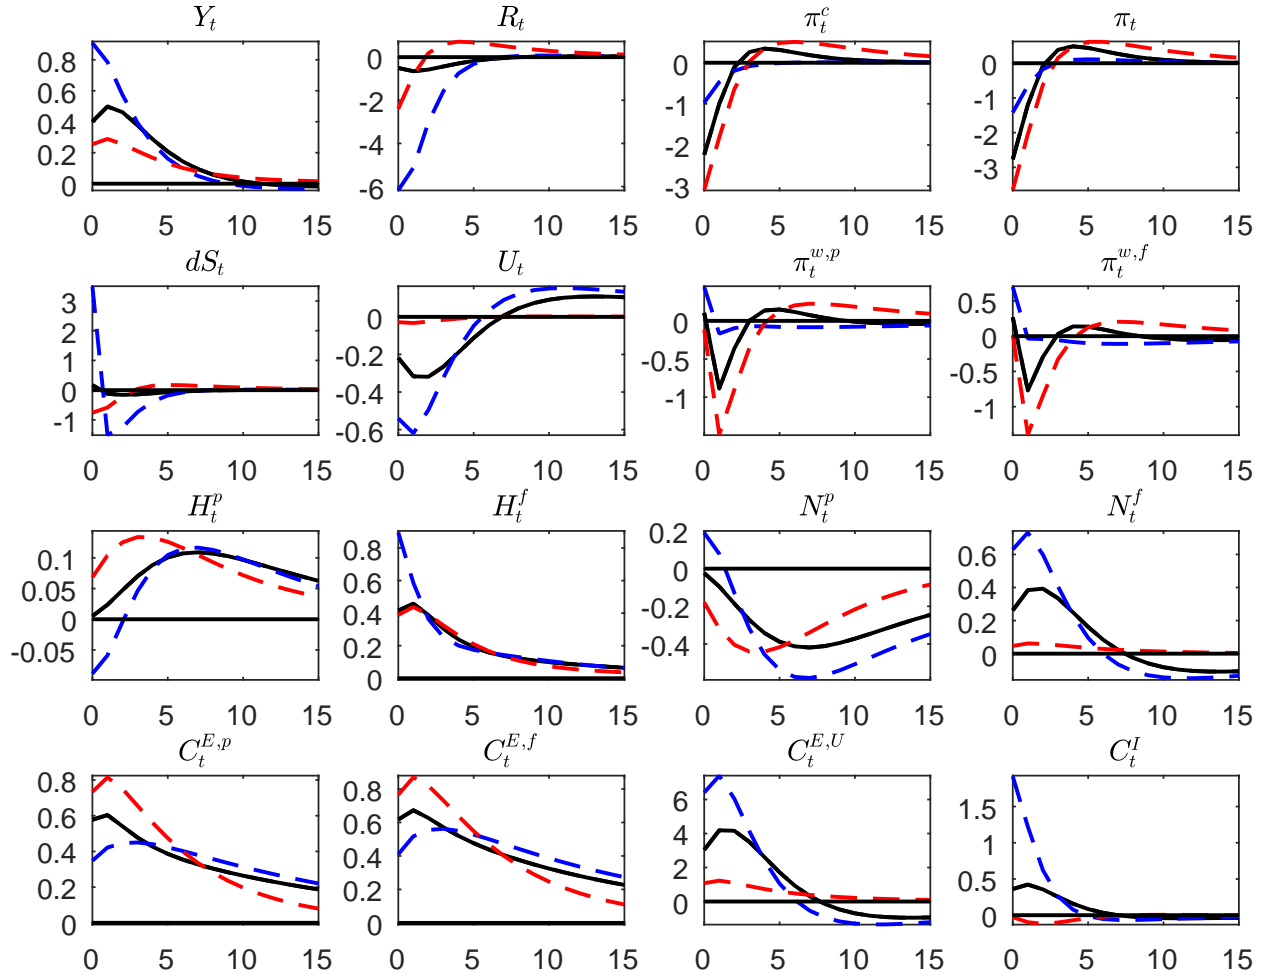 Y_t R_t π_t^c π_t
0.8 0.6 0.4 0.2 0
0 -2 -4 -6
0 -1 -2 -3
0 -1 -2 -3
0 5 10 15 0 5 10 15 0 5 10 15 0 5 10 15
dS_t U_t π_t^{w,p} π_t^{w,f}
3 2 1 0 -1
0 -0.2 -0.4 -0.6
0 -0.5 -1
0.5 0 -0.5 -1
0 5 10 15 0 5 10 15 0 5 10 15 0 5 10 15
H_t^p H_t^f N_t^p N_t^f
0.1 0.05 0 -0.05
0.8 0.6 0.4 0.2 0
0.2 0 -0.2 -0.4
0.6 0.4 0.2 0
0 5 10 15 0 5 10 15 0 5 10 15 0 5 10 15
C_t^{E,p} C_t^{E,f} C_t^{E,U} C_t^I
0.8 0.6 0.4 0.2 0
0.8 0.6 0.4 0.2 0
6 4 2 0
1.5 1 0.5 0
0 5 10 15 0 5 10 15 0 5 10 15 0 5 10 15